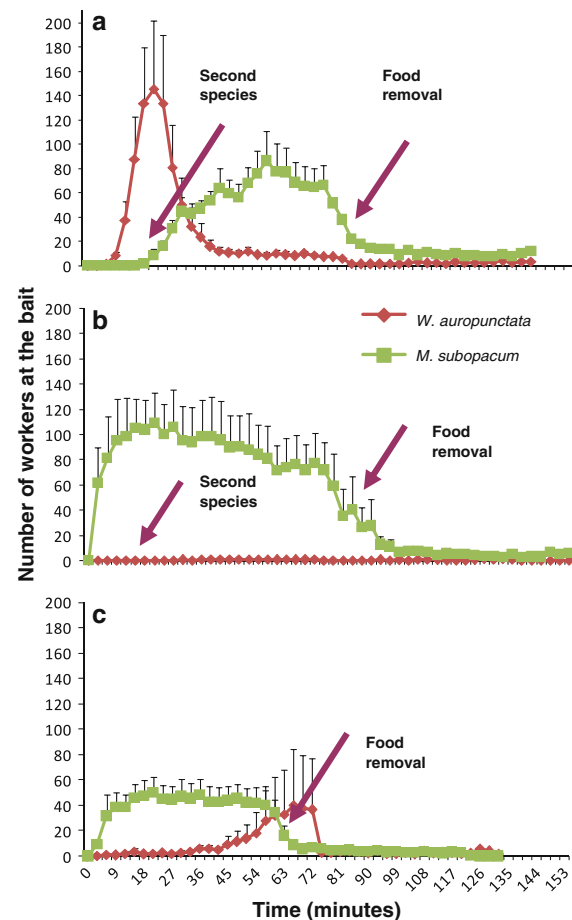 Number of workers at the bait
a
200
180
160
140
120
100
80
60
40
20
0
Second
species
Food
removal
b
200
180
160
140
120
100
80
60
40
20
0
W. auropunctata
M. subopacum
Second
species
Food
removal
c
200
180
160
140
120
100
80
60
40
20
0
Food
removal
0 9 18 27 36 45 54 63 72 81 90 99 108 117 126 135 144 153
Time (minutes)